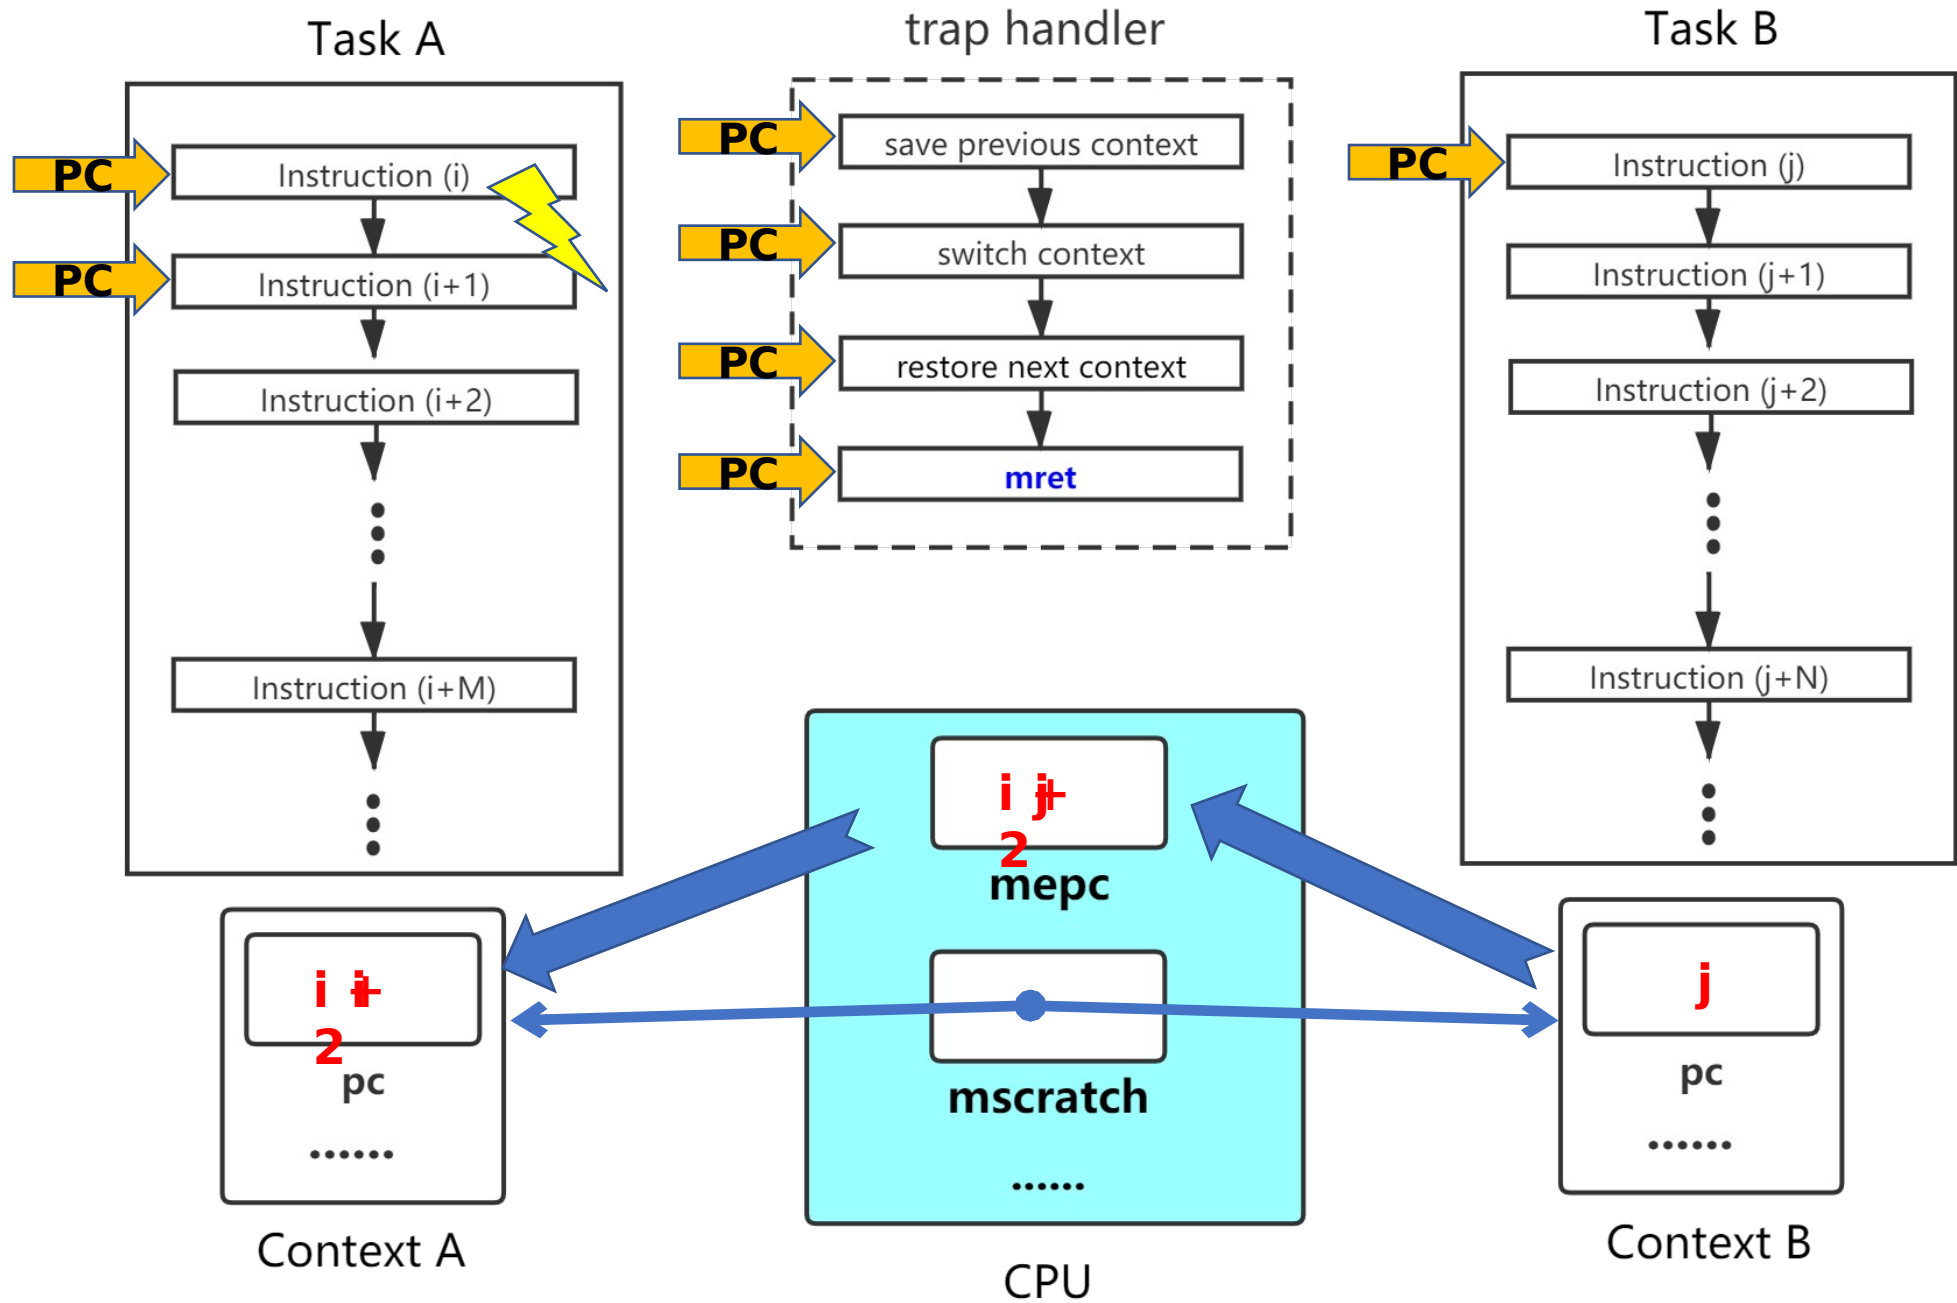 Task A
PC
Instruction (i)
PC
Instruction (i+1)
Instruction (i+2)
Instruction (i+M)
trap handler
PC
save previous context
PC
switch context
PC
restore next context
PC
mret
Task B
PC
Instruction (j)
Instruction (j+1)
Instruction (j+2)
Instruction (j+N)
i +
2
pc
......
Context A
i j+
2
mepc
mscratch
......
CPU
j
pc
......
Context B